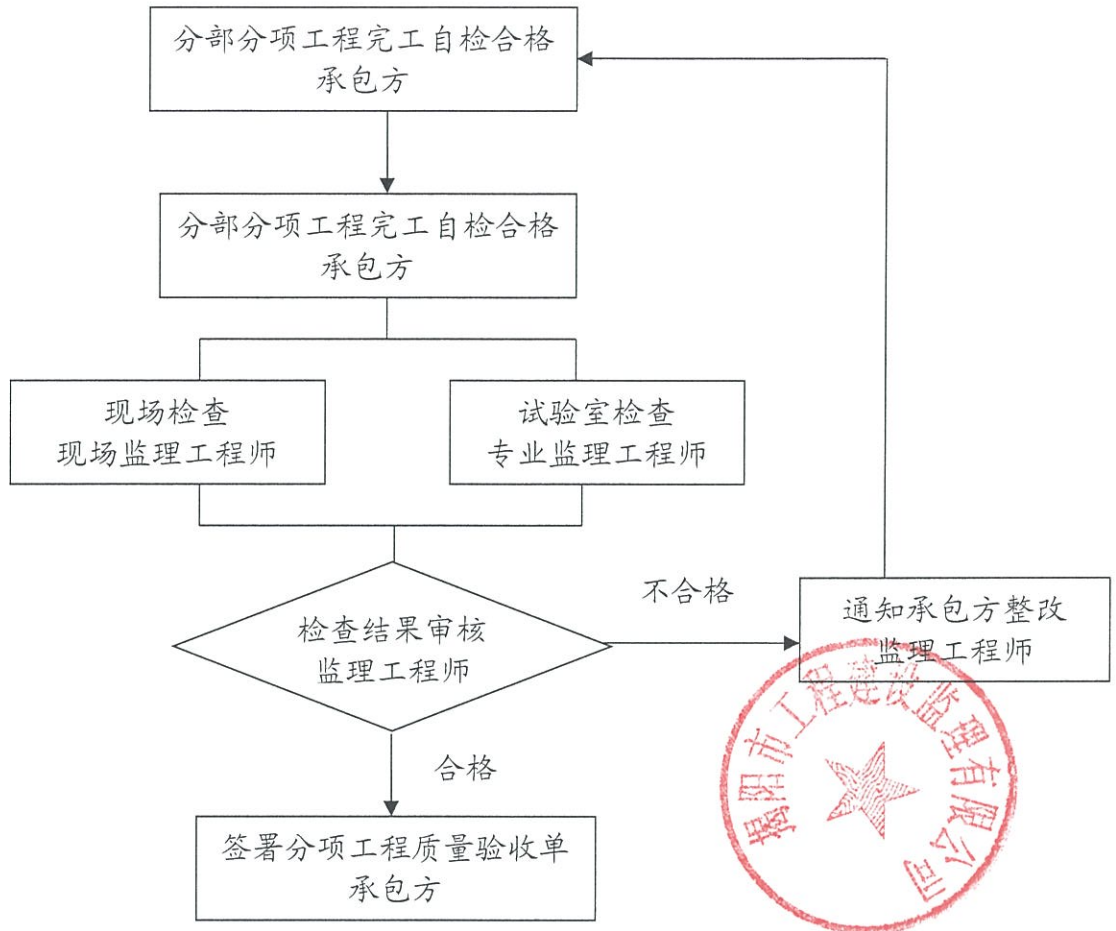 分部分项工程完工自检合格
承包方
分部分项工程完工自检合格
承包方
现场检查
现场监理工程师
试验室检查
专业监理工程师
检查结果审核
监理工程师
不合格
通知承包方整改
监理工程师
合格
签署分项工程质量验收单
承包方
揭阳市工程建设监理有限公司